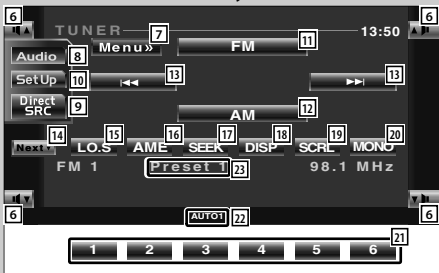 6 TUNER 7 13:50 6
Menu» FM 11
Audio 8
SetUp 10 13 13
Direct SRC 9
AM 12
14 15 16 17 18 19 20
Next LO.S AME SEEK DISP SCRL MONO
FM 1 Preset 1 98.1 MHz
23
6 AUTO1 22 6
21
1 2 3 4 5 6